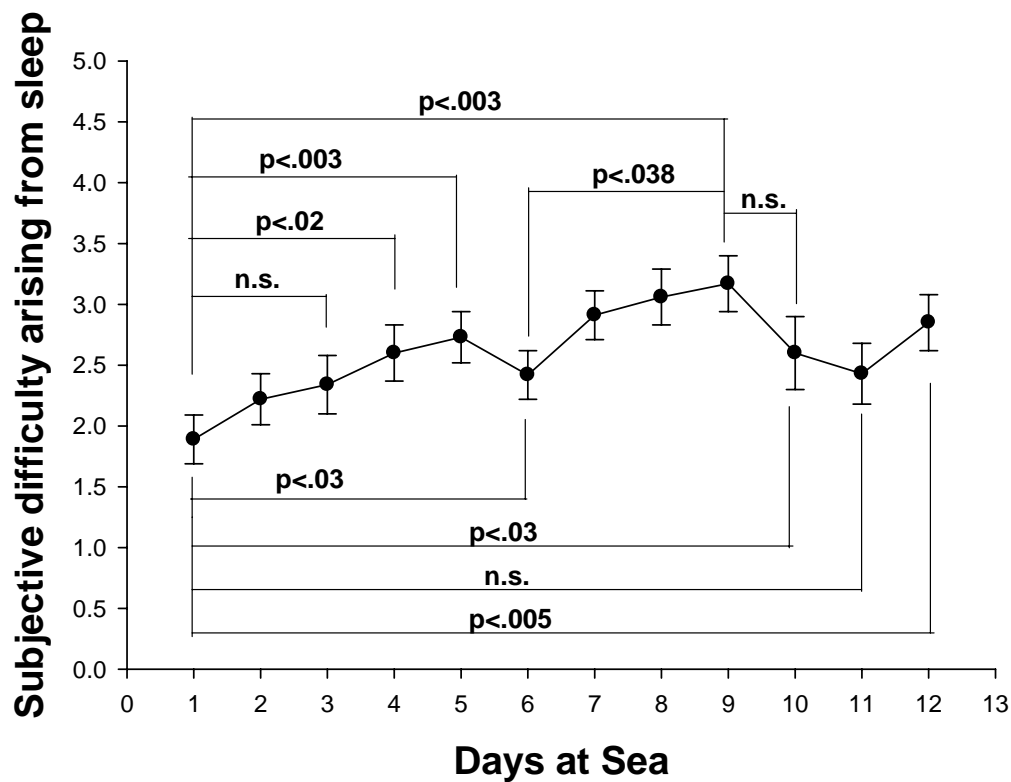 Subjective difficulty arising from sleep
5.0
4.5
4.0
3.5
3.0
2.5
2.0
1.5
1.0
0.5
0.0
p<.003
p<.003
p<.038
n.s.
p<.02
n.s.
p<.03
p<.03
n.s.
p<.005
0 1 2 3 4 5 6 7 8 9 10 11 12 13
Days at Sea